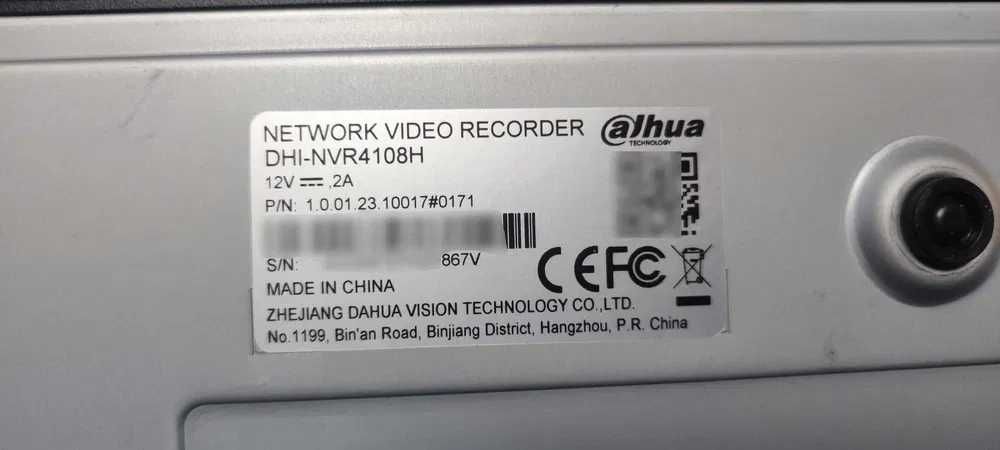 NETWORK VIDEO RECORDER
alhua
TECHNOLOGY
DHI-NVR4108H
12V ⎓ ,2A
P/N: 1.0.01.23.10017#0171
S/N: 867V
CE FC
MADE IN CHINA
ZHEJIANG DAHUA VISION TECHNOLOGY CO.,LTD.
No.1199, Bin'an Road, Binjiang District, Hangzhou, P.R. China